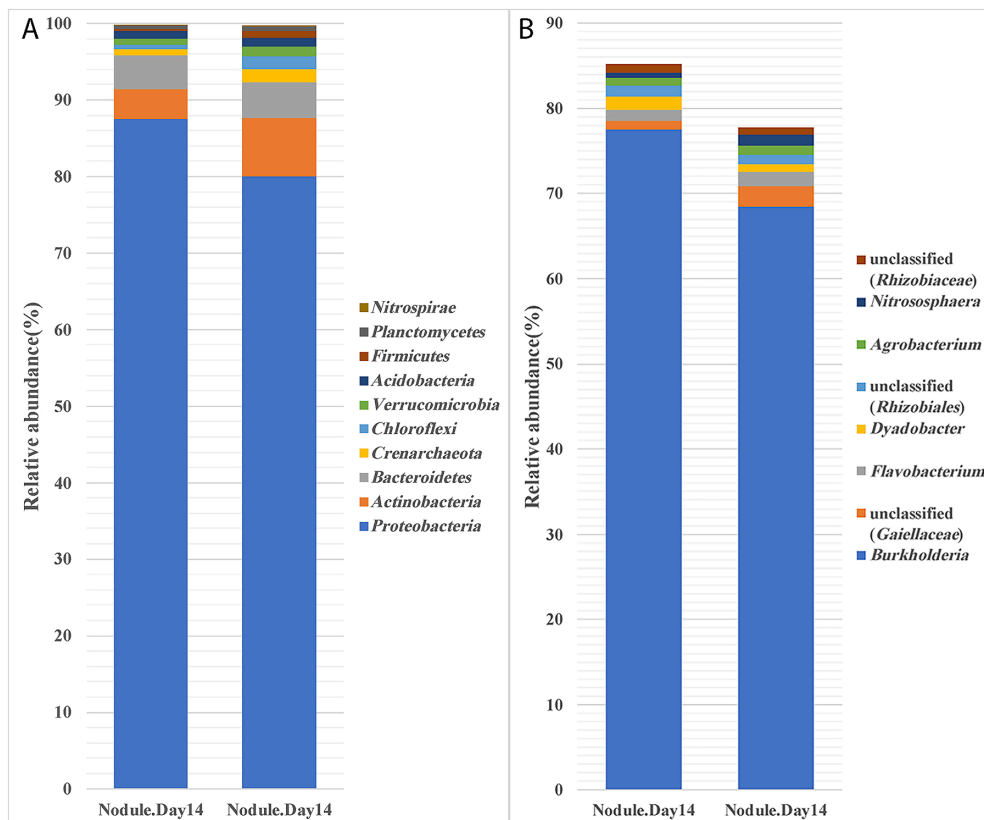 A
100
90
80
70
60
50
40
30
20
10
0
Relative abundance(%)
Nitrospirae
Planctomycetes
Firmicutes
Acidobacteria
Verrucomicrobia
Chloroflexi
Crenarchaeota
Bacteroidetes
Actinobacteria
Proteobacteria
Nodule.Day14
Nodule.Day14
B
90
80
70
60
50
40
30
20
10
0
Relative abundance(%)
unclassified
(Rhizobiaceae)
Nitrososphaera
Agrobacterium
unclassified
(Rhizobiales)
Dyadobacter
Flavobacterium
unclassified
(Gaiellaceae)
Burkholderia
Nodule.Day14
Nodule.Day14